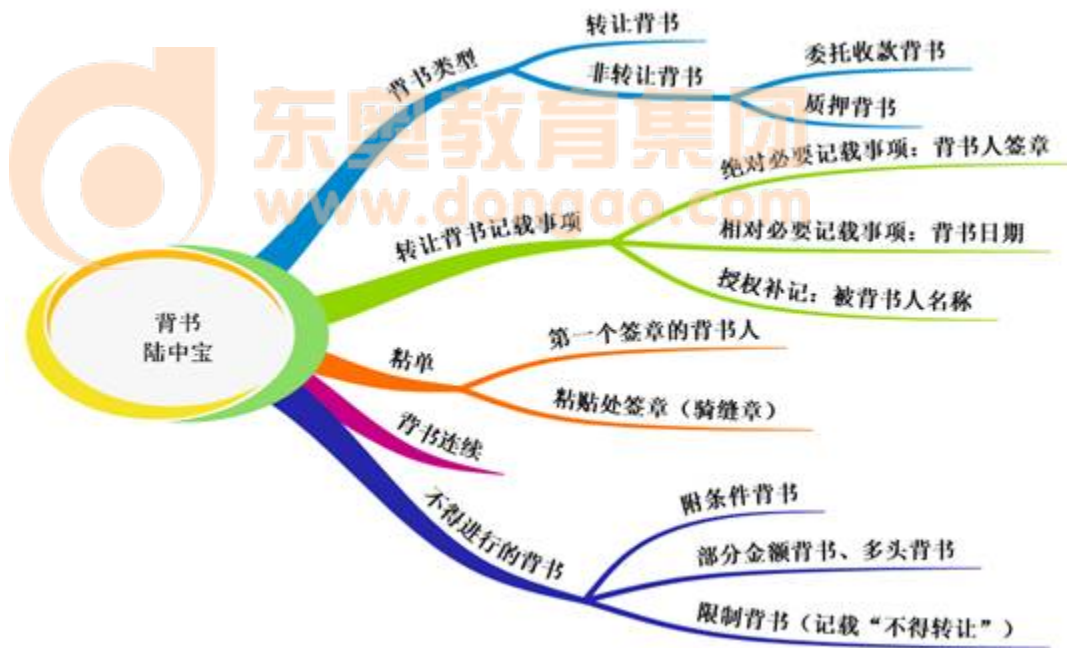 背书类型
转让背书
非转让背书
委托收款背书
质押背书
东奥教育集团
www.dongao.com
转让背书记载事项
绝对必要记载事项：背书人签章
相对必要记载事项：背书日期
授权补记：被背书人名称
背书
陆中宝
粘单
第一个签章的背书人
粘贴处签章（骑缝章）
背书连续
不得进行的背书
附条件背书
部分金额背书、多头背书
限制背书（记载“不得转让”）